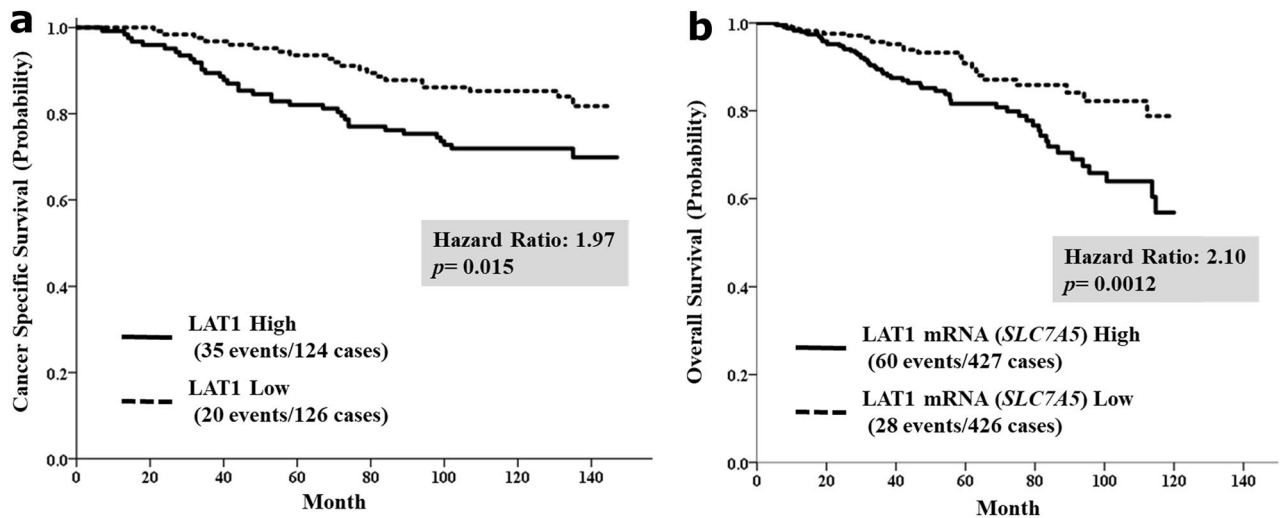 a
Cancer Specific Survival (Probability)
1.0
0.8
0.6
0.4
0.2
0.0
0 20 40 60 80 100 120 140
Month
Hazard Ratio: 1.97
p= 0.015
LAT1 High
(35 events/124 cases)
LAT1 Low
(20 events/126 cases)
b
Overall Survival (Probability)
1.0
0.8
0.6
0.4
0.2
0.0
0 20 40 60 80 100 120 140
Month
Hazard Ratio: 2.10
p= 0.0012
LAT1 mRNA (SLC7A5) High
(60 events/427 cases)
LAT1 mRNA (SLC7A5) Low
(28 events/426 cases)